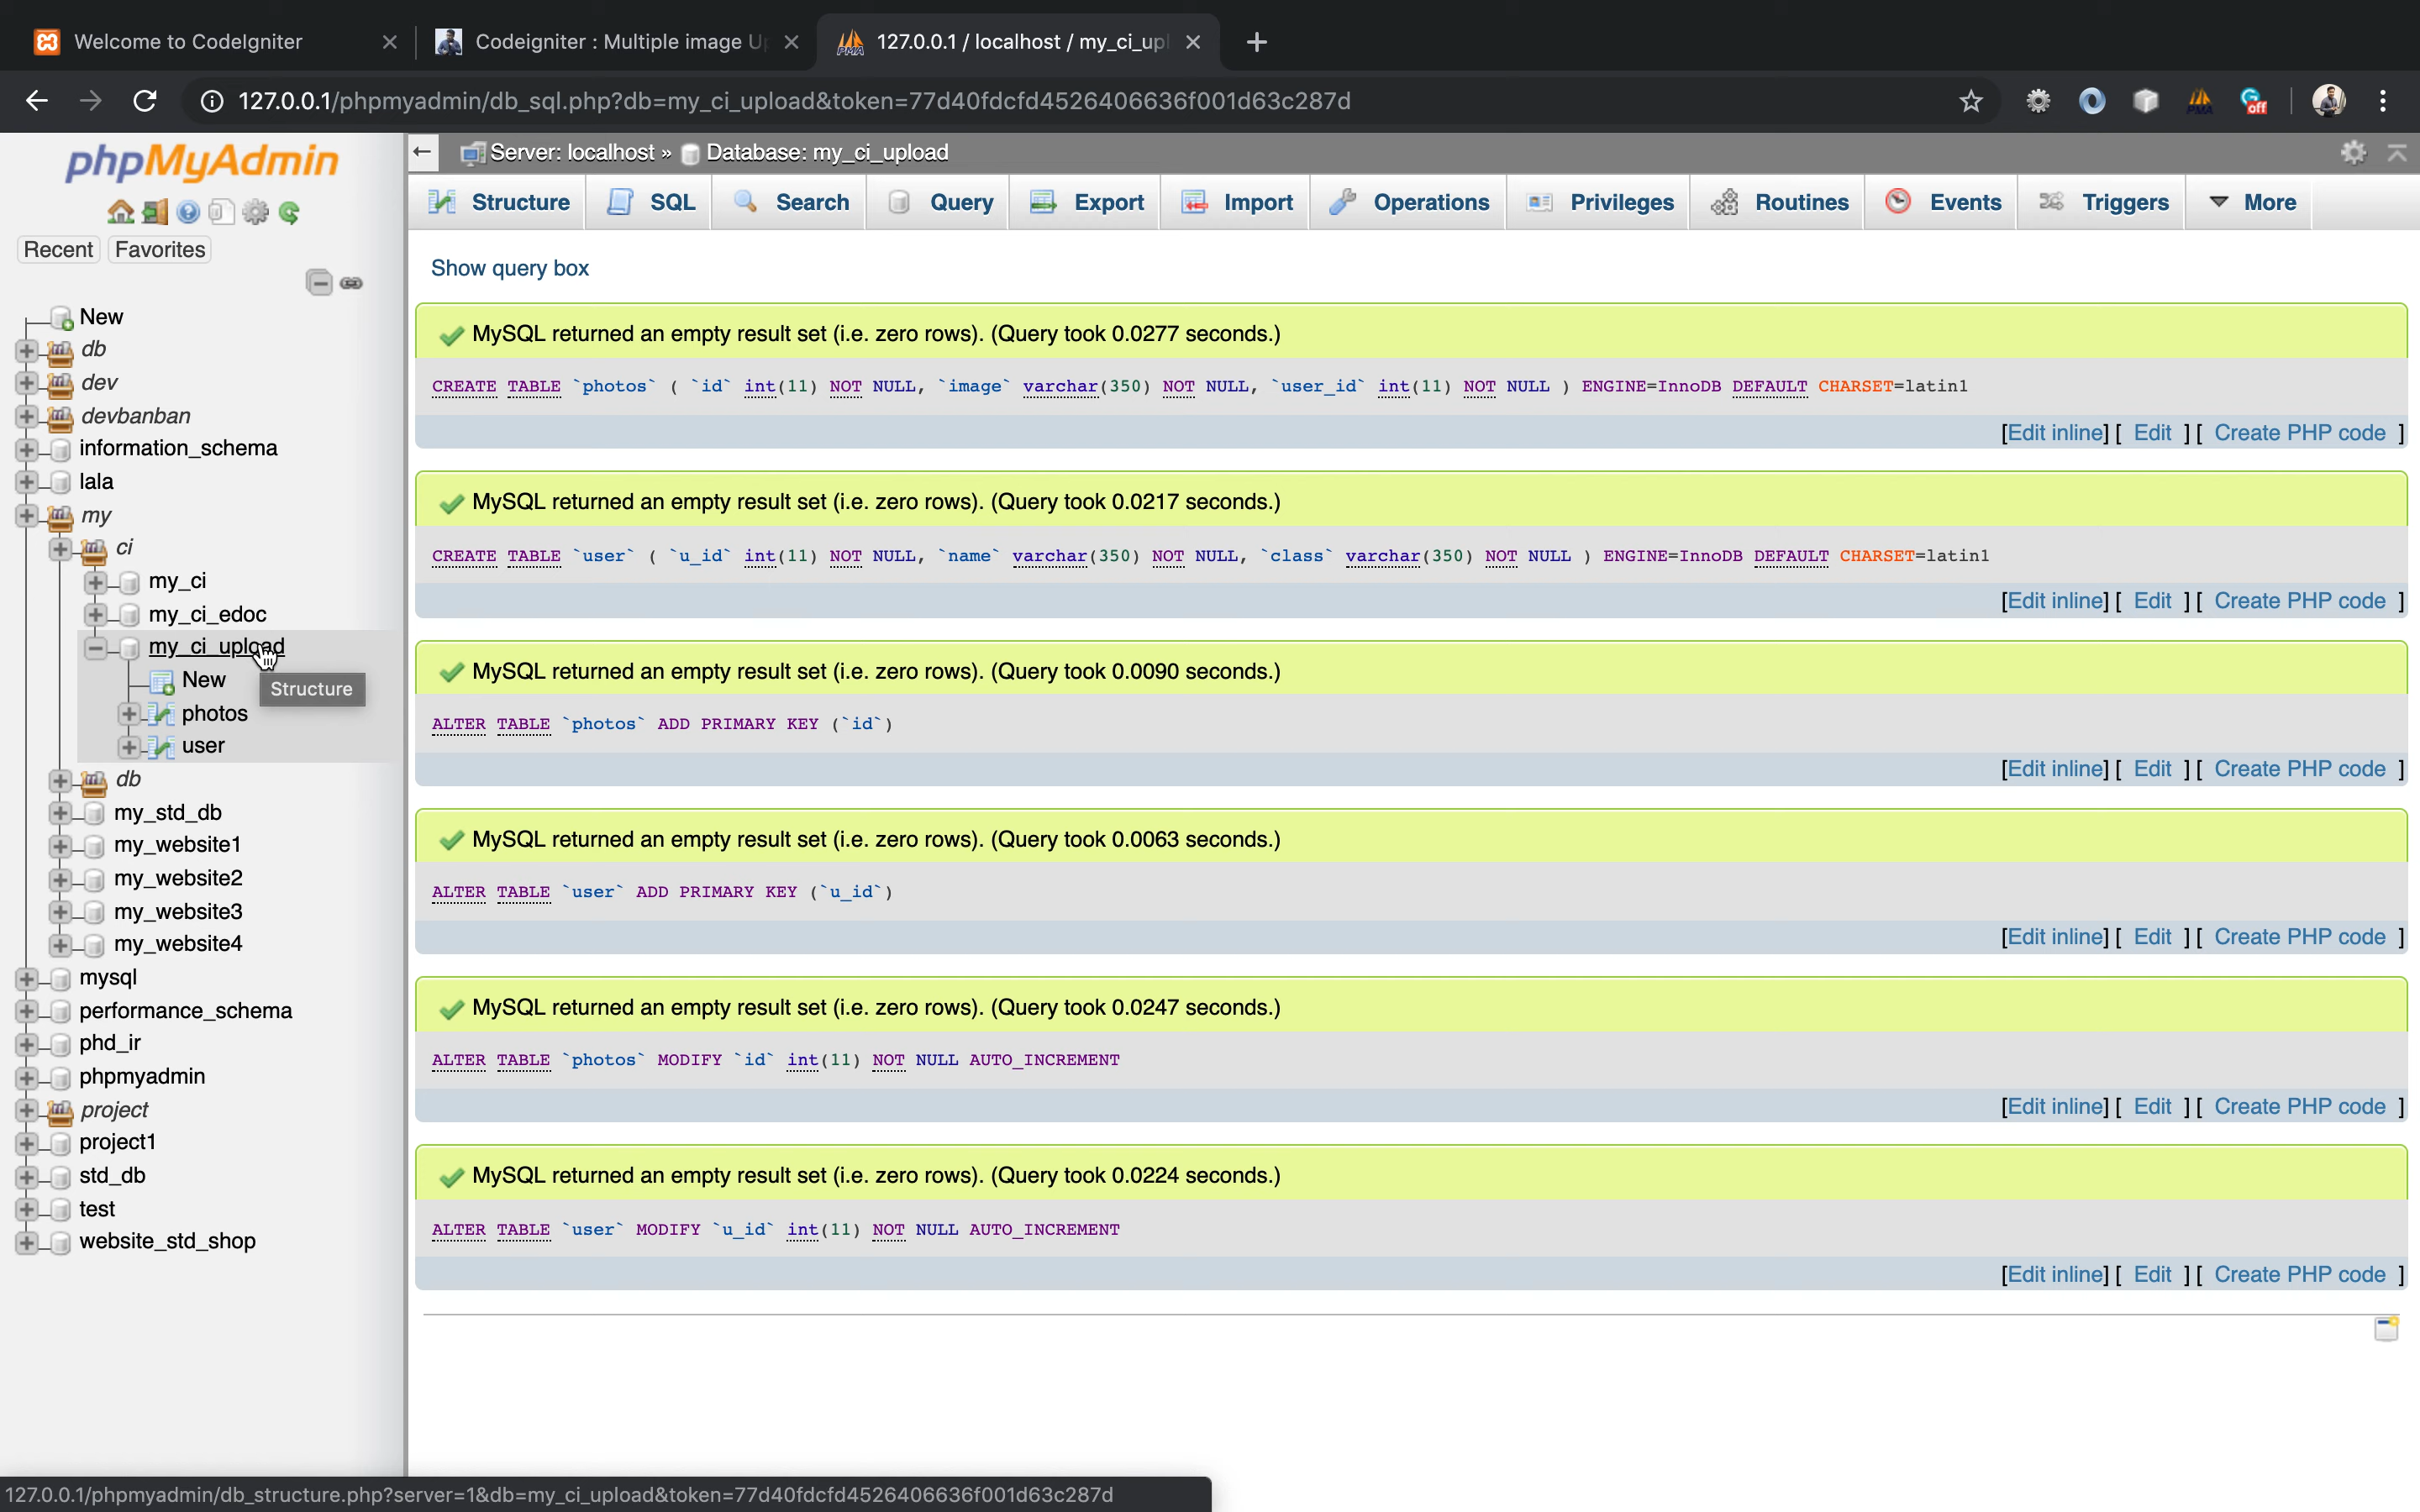 Welcome to CodeIgniter
Codeigniter : Multiple image U
127.0.0.1 / localhost / my_ci_upl
127.0.0.1/phpmyadmin/db_sql.php?db=my_ci_upload&token=77d40fdcfd4526406636f001d63c287d
off
phpMyAdmin
Recent Favorites
New
db
dev
devbanban
information_schema
lala
my
ci
my_ci
my_ci_edoc
my_ci_upload
New
Structure
photos
user
db
my_std_db
my_website1
my_website2
my_website3
my_website4
mysql
performance_schema
phd_ir
phpmyadmin
project
project1
std_db
test
website_std_shop
Server: localhost » Database: my_ci_upload
Structure SQL Search Query Export Import Operations Privileges Routines Events Triggers More
Show query box
MySQL returned an empty result set (i.e. zero rows). (Query took 0.0277 seconds.)
CREATE TABLE `photos` ( `id` int(11) NOT NULL, `image` varchar(350) NOT NULL, `user_id` int(11) NOT NULL ) ENGINE=InnoDB DEFAULT CHARSET=latin1
[Edit inline] [ Edit ] [ Create PHP code ]
MySQL returned an empty result set (i.e. zero rows). (Query took 0.0217 seconds.)
CREATE TABLE `user` ( `u_id` int(11) NOT NULL, `name` varchar(350) NOT NULL, `class` varchar(350) NOT NULL ) ENGINE=InnoDB DEFAULT CHARSET=latin1
[Edit inline] [ Edit ] [ Create PHP code ]
MySQL returned an empty result set (i.e. zero rows). (Query took 0.0090 seconds.)
ALTER TABLE `photos` ADD PRIMARY KEY (`id`)
[Edit inline] [ Edit ] [ Create PHP code ]
MySQL returned an empty result set (i.e. zero rows). (Query took 0.0063 seconds.)
ALTER TABLE `user` ADD PRIMARY KEY (`u_id`)
[Edit inline] [ Edit ] [ Create PHP code ]
MySQL returned an empty result set (i.e. zero rows). (Query took 0.0247 seconds.)
ALTER TABLE `photos` MODIFY `id` int(11) NOT NULL AUTO_INCREMENT
[Edit inline] [ Edit ] [ Create PHP code ]
MySQL returned an empty result set (i.e. zero rows). (Query took 0.0224 seconds.)
ALTER TABLE `user` MODIFY `u_id` int(11) NOT NULL AUTO_INCREMENT
[Edit inline] [ Edit ] [ Create PHP code ]
127.0.0.1/phpmyadmin/db_structure.php?server=1&db=my_ci_upload&token=77d40fdcfd4526406636f001d63c287d